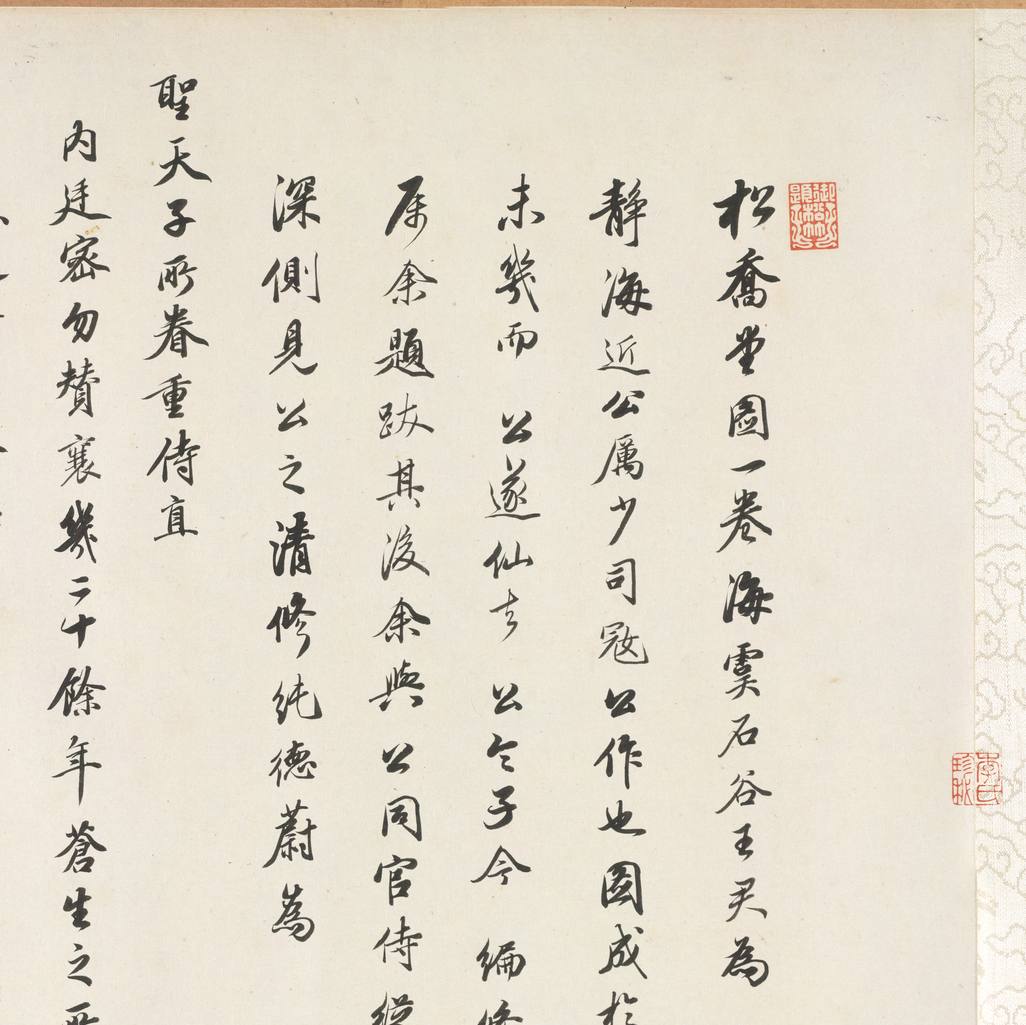 松喬堂圖一卷海虞石谷王君為
靜海近公厲少司寇公作也圖成於
未幾而公遂仙去公令子今編修
屬余題跋其後余與公同官侍從
深側見公之清修純德蔚為
聖天子所眷重侍直
內廷密勿贊襄幾二十餘年蒼生之所